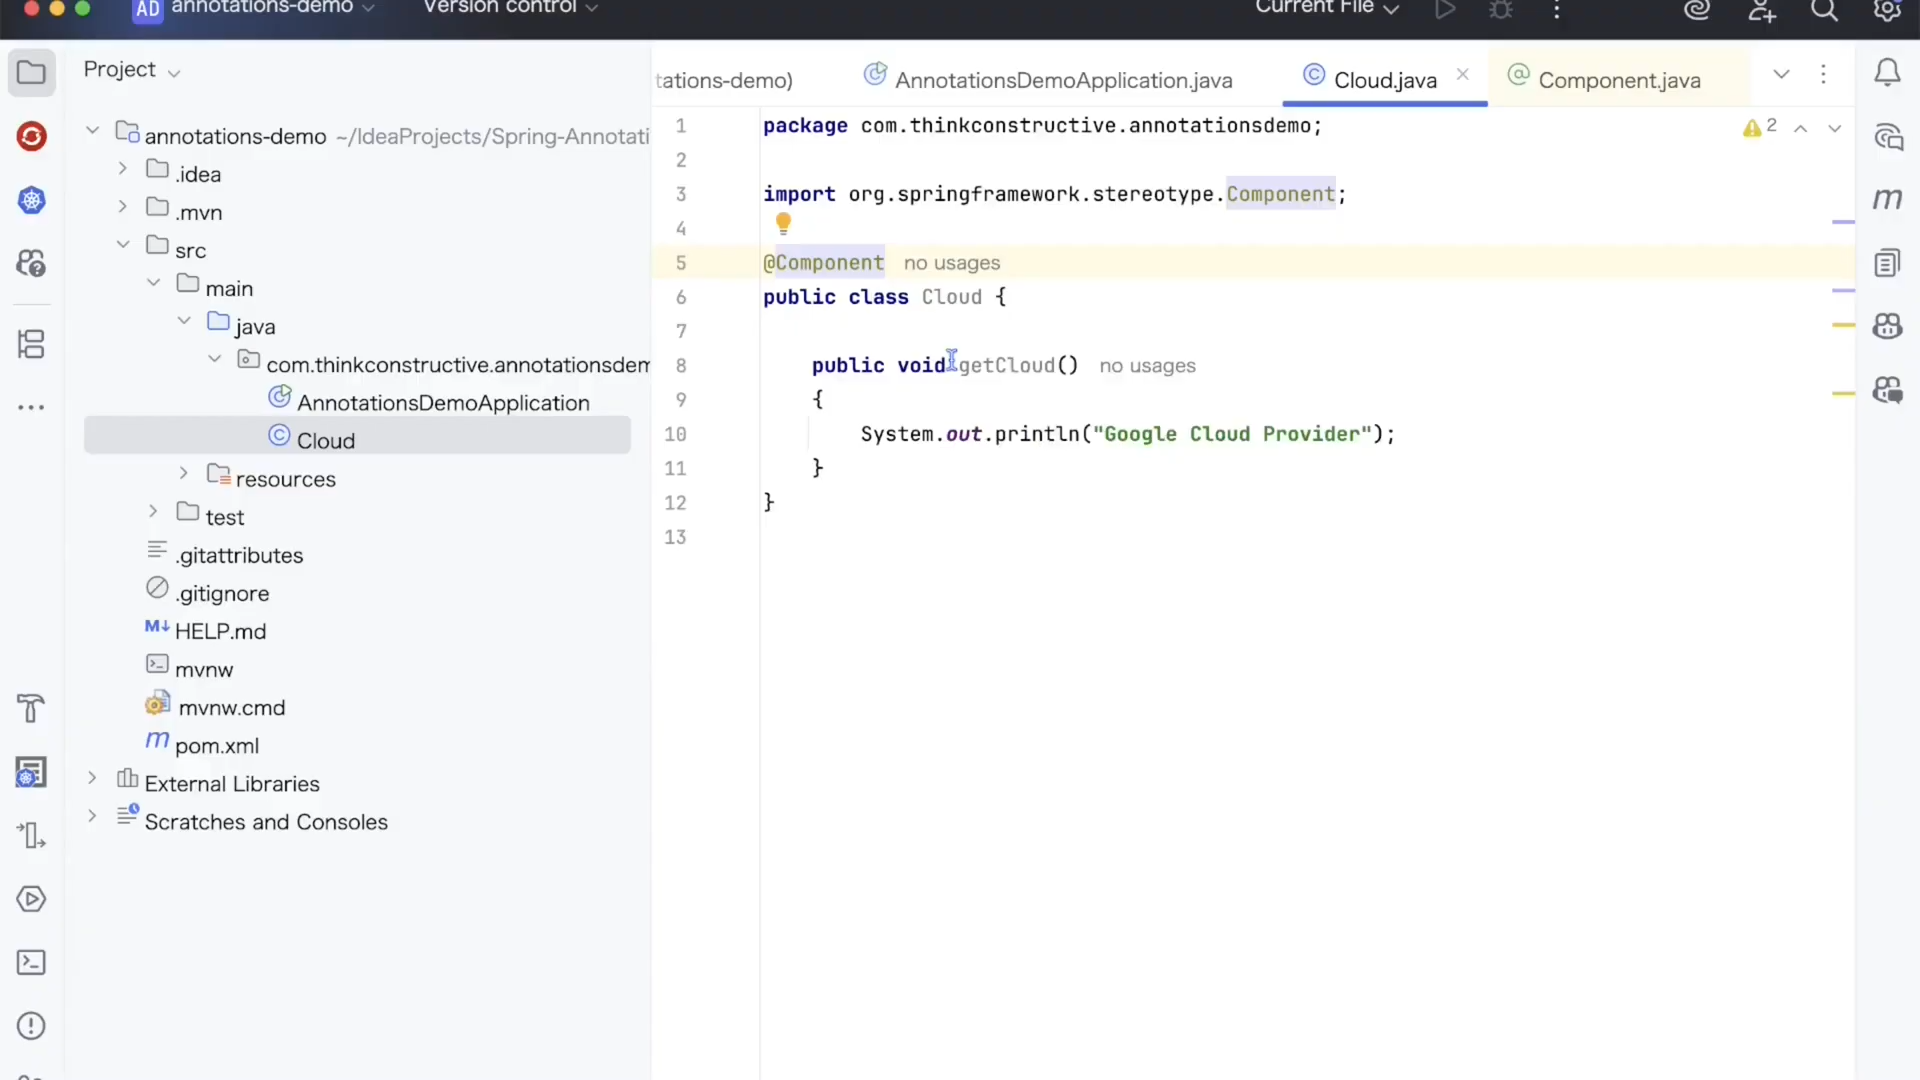 AD annotations-demo Version control Current File
Project
annotations-demo ~/IdeaProjects/Spring-Annotati
.idea
.mvn
src
main
java
com.thinkconstructive.annotationsdem
AnnotationsDemoApplication
Cloud
resources
test
.gitattributes
.gitignore
M↓ HELP.md
mvnw
mvnw.cmd
m pom.xml
External Libraries
Scratches and Consoles
tations-demo) AnnotationsDemoApplication.java Cloud.java Component.java
1 package com.thinkconstructive.annotationsdemo; 2
2
3 import org.springframework.stereotype.Component;
4
5 @Component no usages
6 public class Cloud {
7
8 public void getCloud() no usages
9 {
10 System.out.println("Google Cloud Provider");
11 }
12 }
13
m